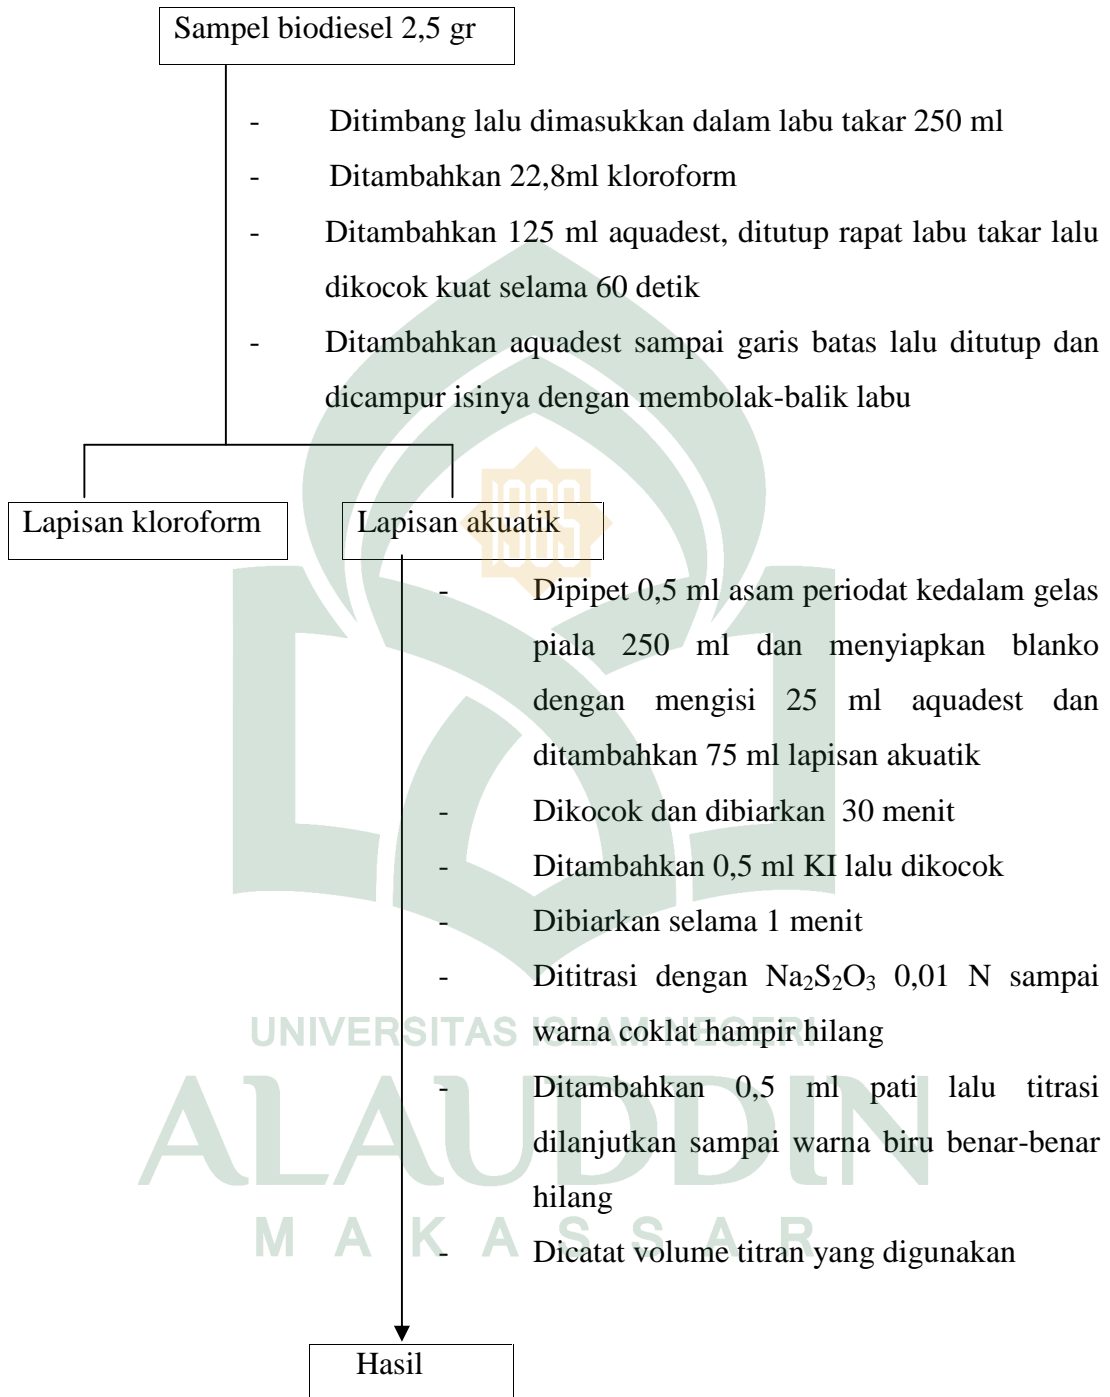 Sampel biodiesel 2,5 gr
- Ditimbang lalu dimasukkan dalam labu takar 250 ml
- Ditambahkan 22,8ml kloroform
- Ditambahkan 125 ml aquadest, ditutup rapat labu takar lalu
dikocok kuat selama 60 detik
- Ditambahkan aquadest sampai garis batas lalu ditutup dan
dicampur isinya dengan membolak-balik labu
Lapisan kloroform
Lapisan akuatik
1965
- Dipipet 0,5 ml asam periodat kedalam gelas
piala 250 ml dan menyiapkan blanko
dengan mengisi 25 ml aquadest dan
ditambahkan 75 ml lapisan akuatik
- Dikocok dan dibiarkan 30 menit
- Ditambahkan 0,5 ml KI lalu dikocok
- Dibiarkan selama 1 menit
- Dititrasi dengan Na₂S₂O₃ 0,01 N sampai
warna coklat hampir hilang
UNIVERSITAS ISLAM NEGERI
- Ditambahkan 0,5 ml pati lalu titrasi
dilanjutkan sampai warna biru benar-benar
hilang
ALAUDDIN
MAKASSAR
- Dicatat volume titran yang digunakan
Hasil